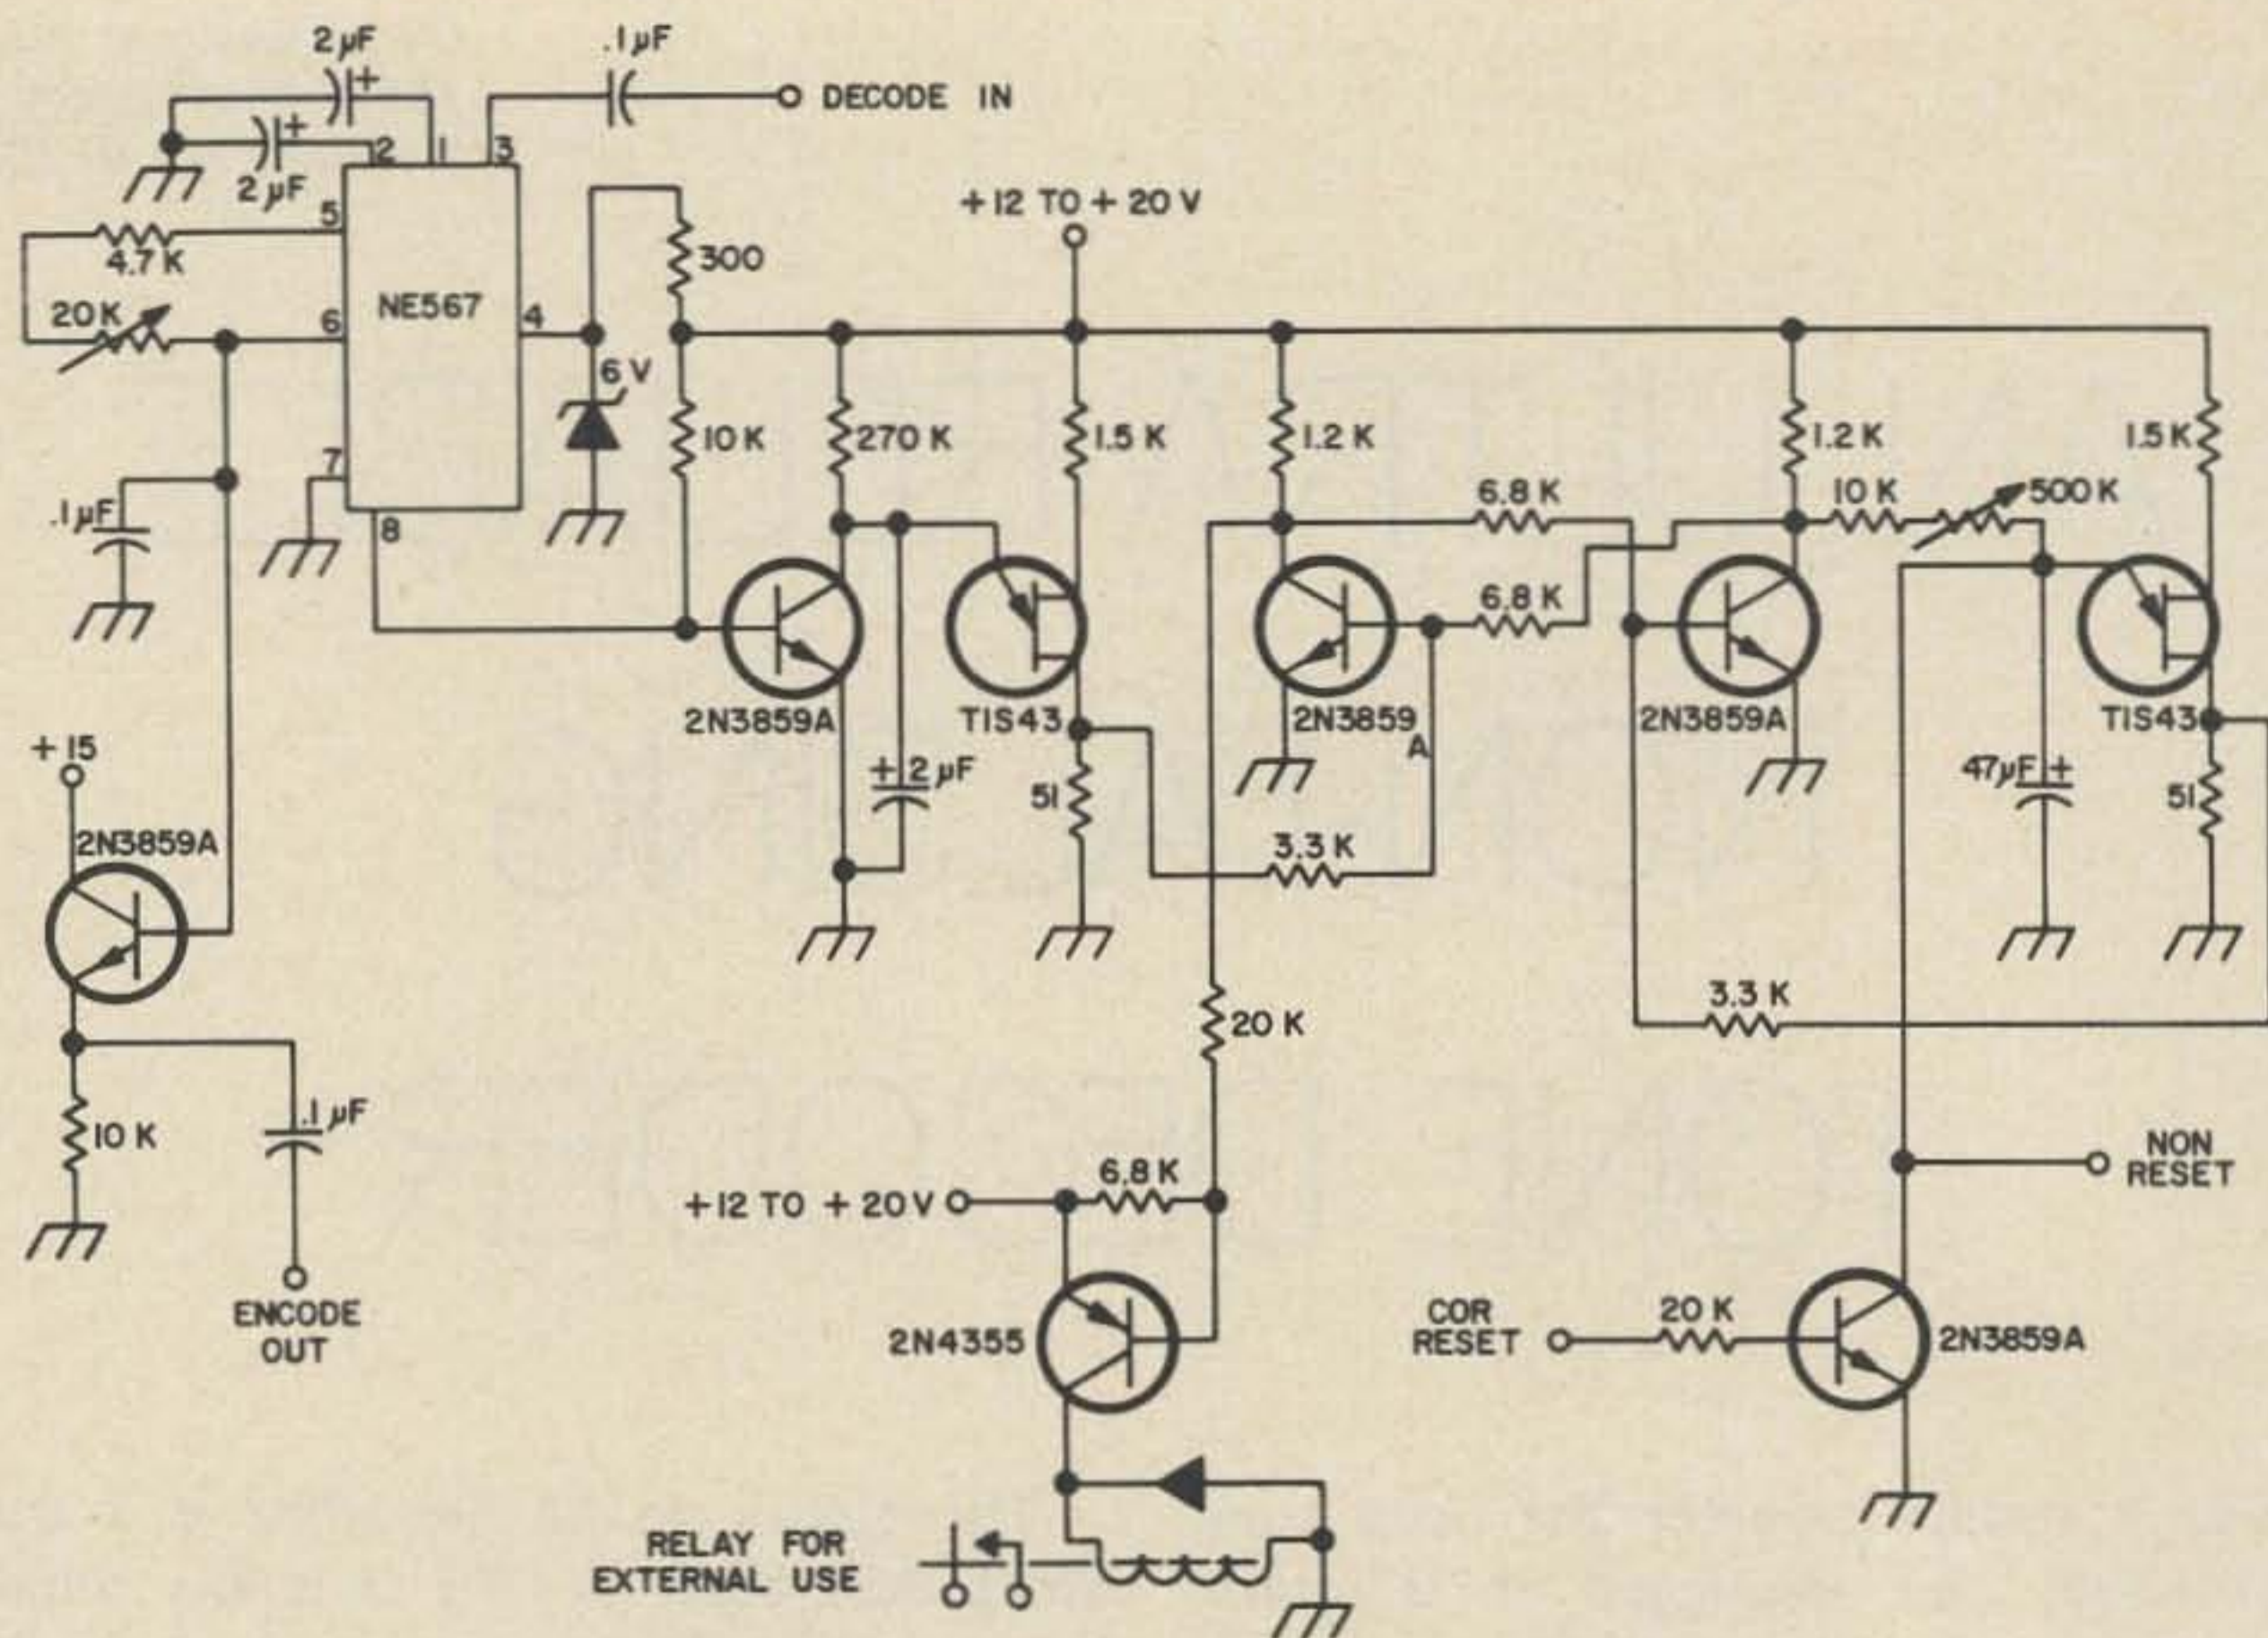 2 µF
.1 µF
DECODE IN
2 1 3
2 µF
5
4.7 K
+12 TO + 20 V
300
20 K
6
NE567
4
6 V
10 K
270 K
1.5 K
1.2 K
1.2 K
1.5 K
7
6.8 K
10 K
500 K
.1 µF
8
6.8 K
2N3859A
TIS43
2N3859
A
2N3859A
TIS43
+ 15
+ 2 µF
51
47µF +
51
2N3859A
3.3 K
3.3 K
20 K
.1 µF
10 K
NON
RESET
6.8 K
+12 TO + 20 V
ENCODE
OUT
2N4355
COR
RESET
20 K
2N3859A
RELAY FOR
EXTERNAL USE